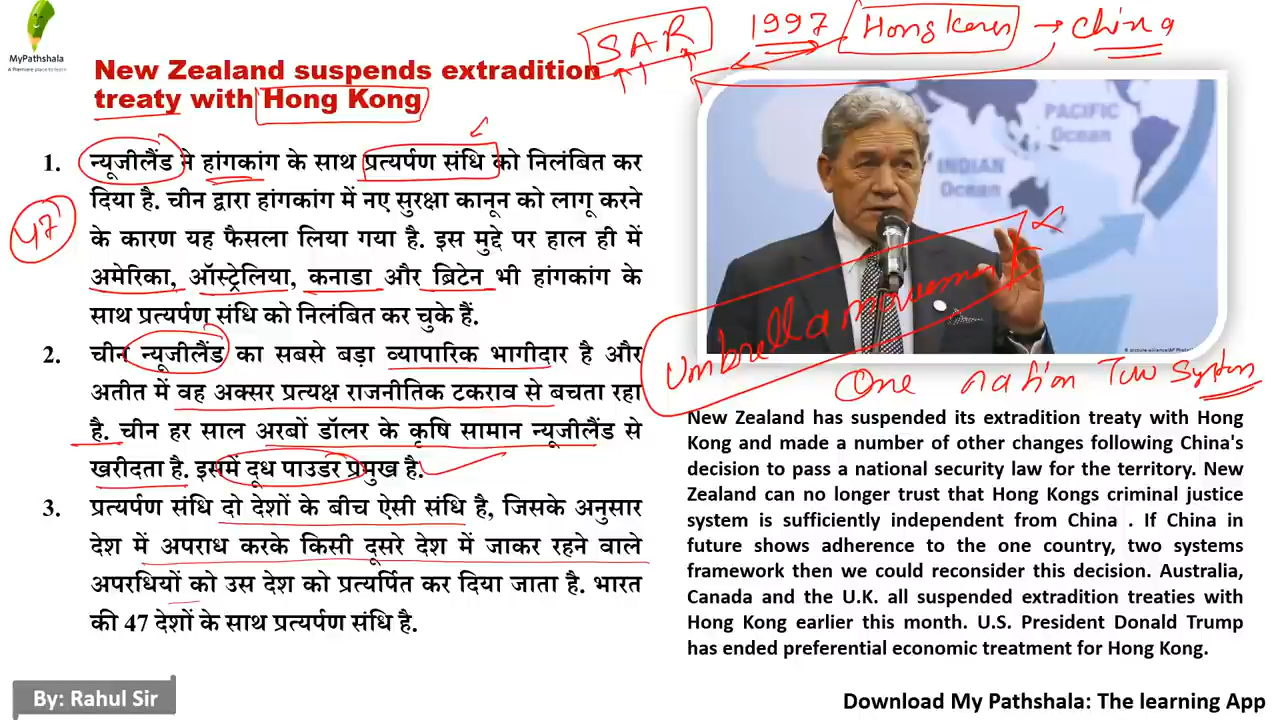 MyPathshala
A Premiere place to learn
SAR
1997 Hong Kong → China
New Zealand suspends extradition
treaty with Hong Kong
1. न्यूजीलैंड ने हांगकांग के साथ प्रत्यर्पण संधि को निलंबित कर
दिया है. चीन द्वारा हांगकांग में नए सुरक्षा कानून को लागू करने
के कारण यह फैसला लिया गया है. इस मुद्दे पर हाल ही में
अमेरिका, ऑस्ट्रेलिया, कनाडा और ब्रिटेन भी हांगकांग के
साथ प्रत्यर्पण संधि को निलंबित कर चुके हैं.
47
2. चीन न्यूजीलैंड का सबसे बड़ा व्यापारिक भागीदार है और
अतीत में वह अक्सर प्रत्यक्ष राजनीतिक टकराव से बचता रहा
है. चीन हर साल अरबों डॉलर के कृषि सामान न्यूजीलैंड से
खरीदता है. इसमें दूध पाउडर प्रमुख है.
3. प्रत्यर्पण संधि दो देशों के बीच ऐसी संधि है, जिसके अनुसार
देश में अपराध करके किसी दूसरे देश में जाकर रहने वाले
अपरधियों को उस देश को प्रत्यर्पित कर दिया जाता है. भारत
की 47 देशों के साथ प्रत्यर्पण संधि है.
PACIFIC
Ocean
INDIAN
Ocean
Umbrella movement
One nation Two System
New Zealand has suspended its extradition treaty with Hong
Kong and made a number of other changes following China's
decision to pass a national security law for the territory. New
Zealand can no longer trust that Hong Kongs criminal justice
system is sufficiently independent from China . If China in
future shows adherence to the one country, two systems
framework then we could reconsider this decision. Australia,
Canada and the U.K. all suspended extradition treaties with
Hong Kong earlier this month. U.S. President Donald Trump
has ended preferential economic treatment for Hong Kong.
By: Rahul Sir
Download My Pathshala: The learning App